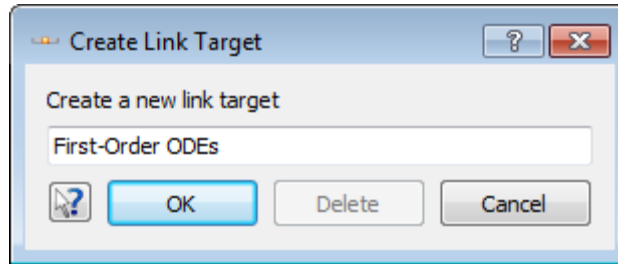 Create Link Target
Create a new link target
First-Order ODEs
OK Delete Cancel